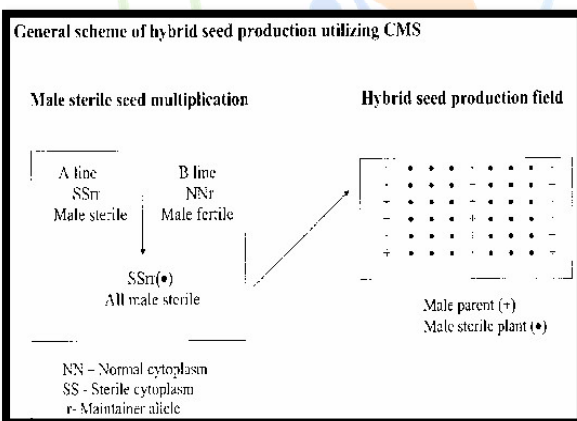 General scheme of hybrid seed production utilizing CMS
Male sterile seed multiplication
A line
SSrr
Male sterile
B line
NNr
Male fertile
SSrr(•)
All male sterile
NN – Normal cytoplasm
SS - Sterile cytoplasm
r- Maintainer allele
Hybrid seed production field
Male parent (+)
Male sterile plant (•)